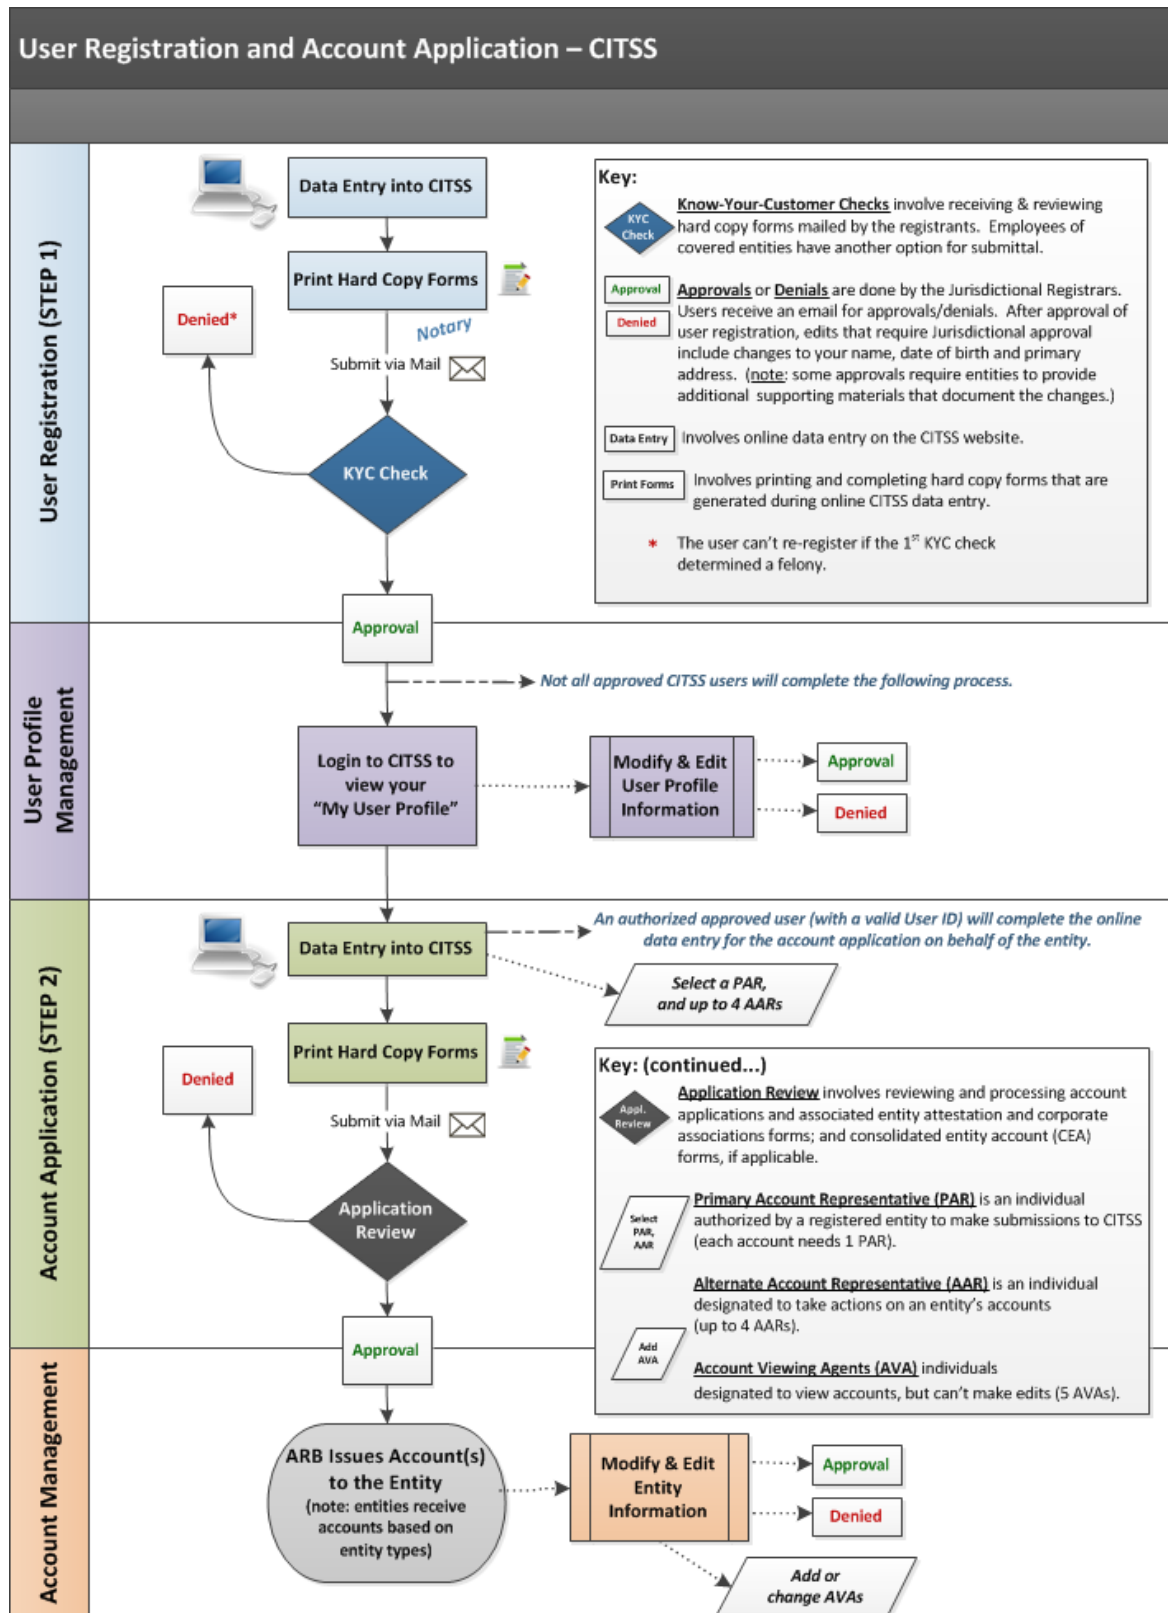 User Registration and Account Application – CITSS
User Registration (STEP 1)
Data Entry into CITSS
Print Hard Copy Forms
Notary
Submit via Mail
Denied*
KYC Check
Approval
Key:
KYC
Check
Know-Your-Customer Checks involve receiving & reviewing
hard copy forms mailed by the registrants. Employees of
covered entities have another option for submittal.
Approval
Denied
Approvals or Denials are done by the Jurisdictional Registrars.
Users receive an email for approvals/denials. After approval of
user registration, edits that require Jurisdictional approval
include changes to your name, date of birth and primary
address. (note: some approvals require entities to provide
additional supporting materials that document the changes.)
Data Entry
Involves online data entry on the CITSS website.
Print Forms
Involves printing and completing hard copy forms that are
generated during online CITSS data entry.
* The user can't re-register if the 1st KYC check
determined a felony.
User Profile
Management
Not all approved CITSS users will complete the following process.
Login to CITSS to
view your
“My User Profile”
Modify & Edit
User Profile
Information
Approval
Denied
Account Application (STEP 2)
Data Entry into CITSS
An authorized approved user (with a valid User ID) will complete the online
data entry for the account application on behalf of the entity.
Select a PAR,
and up to 4 AARs
Print Hard Copy Forms
Submit via Mail
Denied
Application
Review
Approval
Key: (continued...)
Appl.
Review
Application Review involves reviewing and processing account
applications and associated entity attestation and corporate
associations forms; and consolidated entity account (CEA)
forms, if applicable.
Select
PAR,
AAR
Primary Account Representative (PAR) is an individual
authorized by a registered entity to make submissions to CITSS
(each account needs 1 PAR).
Alternate Account Representative (AAR) is an individual
designated to take actions on an entity's accounts
(up to 4 AARs).
Add
AVA
Account Viewing Agents (AVA) individuals
designated to view accounts, but can't make edits (5 AVAs).
Account Management
ARB Issues Account(s)
to the Entity
(note: entities receive
accounts based on
entity types)
Modify & Edit
Entity
Information
Approval
Denied
Add or
change AVAs